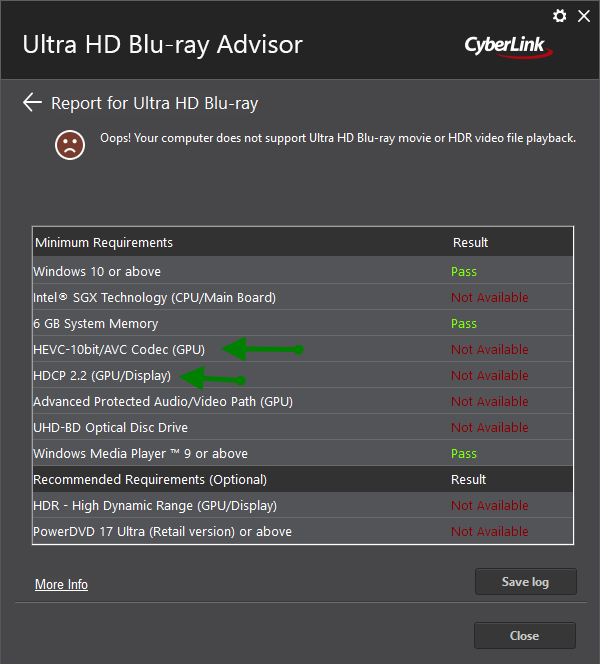 Ultra HD Blu-ray Advisor
CyberLink
Report for Ultra HD Blu-ray
Oops! Your computer does not support Ultra HD Blu-ray movie or HDR video file playback.
Minimum Requirements Result
Windows 10 or above Pass
Intel® SGX Technology (CPU/Main Board) Not Available
6 GB System Memory Pass
HEVC-10bit/AVC Codec (GPU) Not Available
HDCP 2.2 (GPU/Display) Not Available
Advanced Protected Audio/Video Path (GPU) Not Available
UHD-BD Optical Disc Drive Not Available
Windows Media Player ™ 9 or above Pass
Recommended Requirements (Optional) Result
HDR - High Dynamic Range (GPU/Display) Not Available
PowerDVD 17 Ultra (Retail version) or above Not Available
More Info
Save log
Close